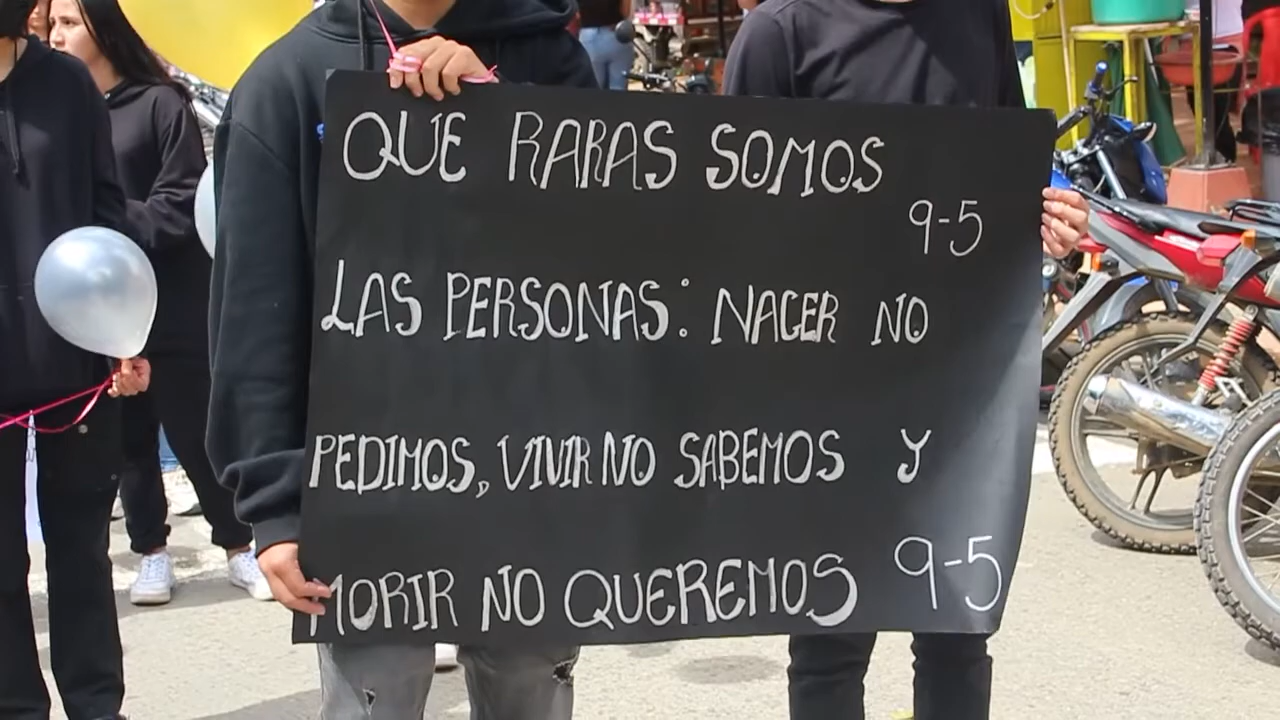 QUE RARAS SOMOS
9-5
LAS PERSONAS: NACER NO
PEDIMOS, VIVIR NO SABEMOS Y
MORIR NO QUEREMOS 9-5